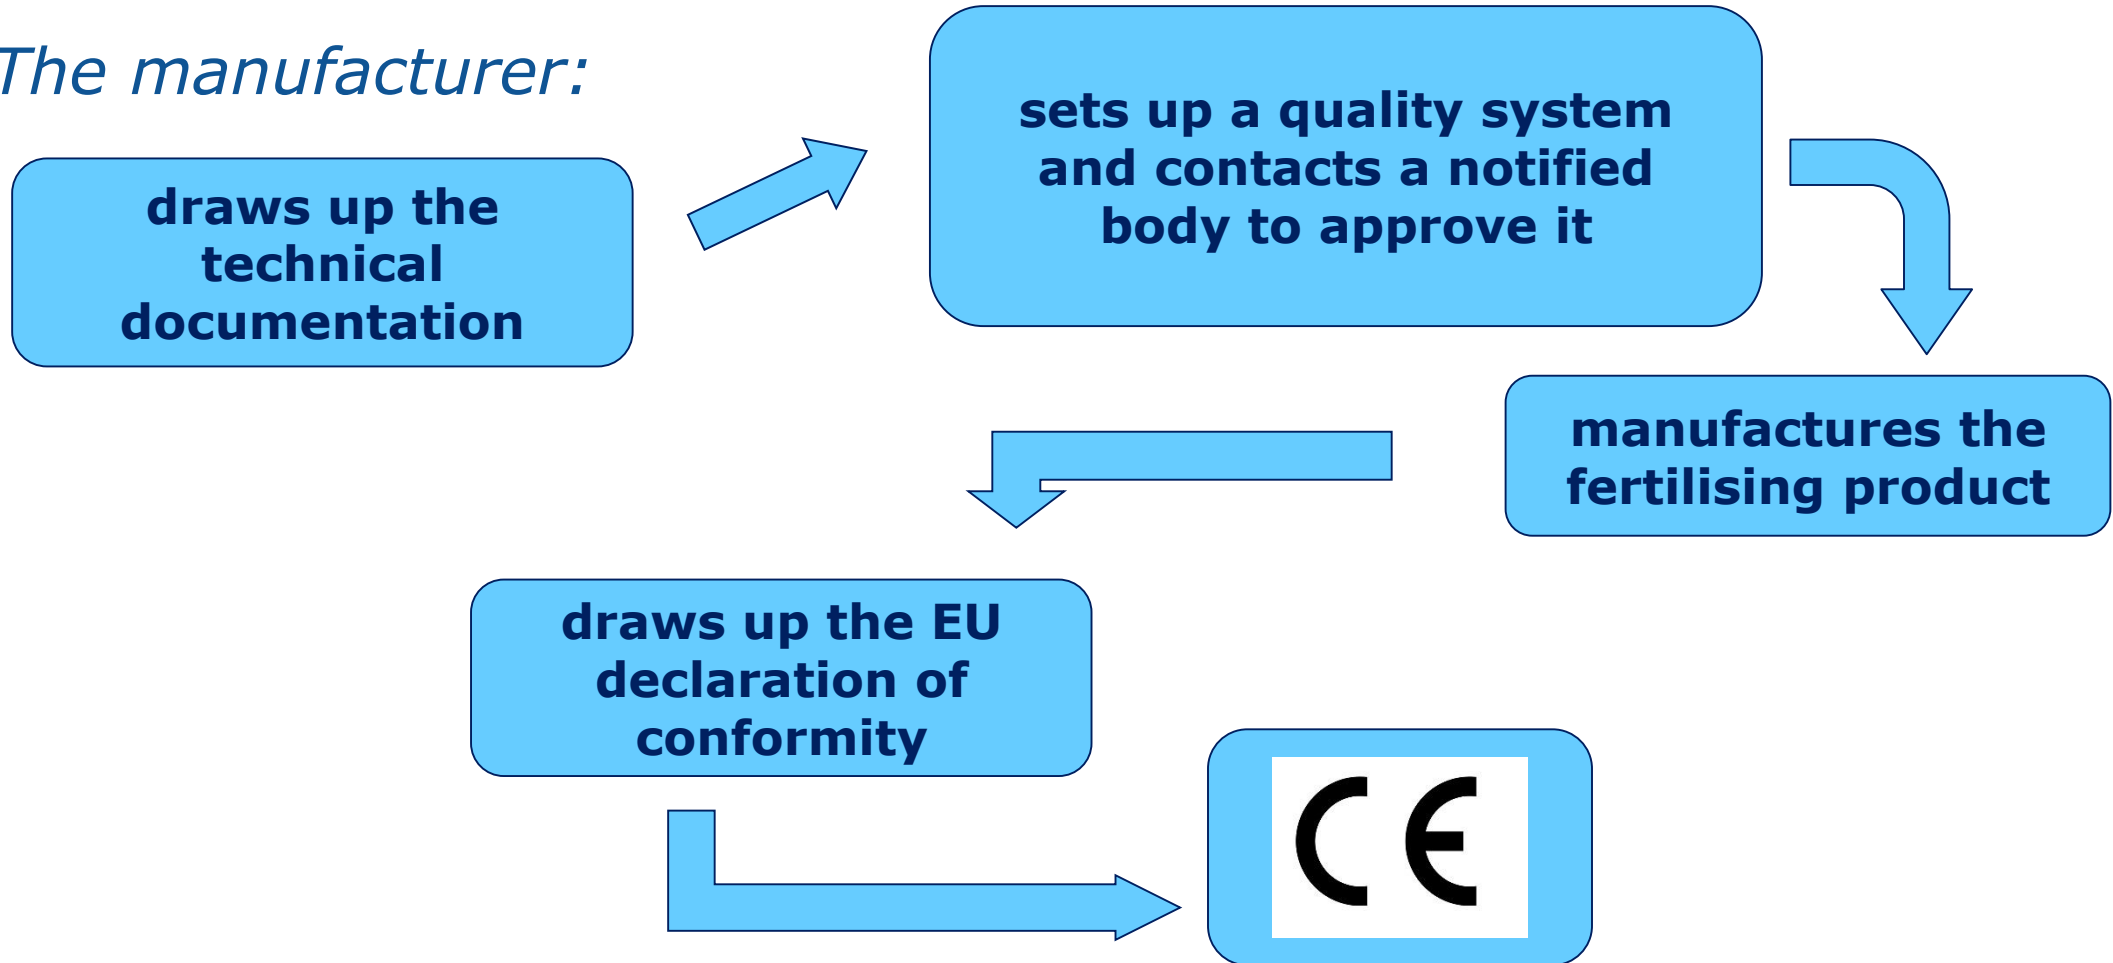 The manufacturer:
draws up the
technical
documentation
sets up a quality system
and contacts a notified
body to approve it
manufactures the
fertilising product
draws up the EU
declaration of
conformity
CE